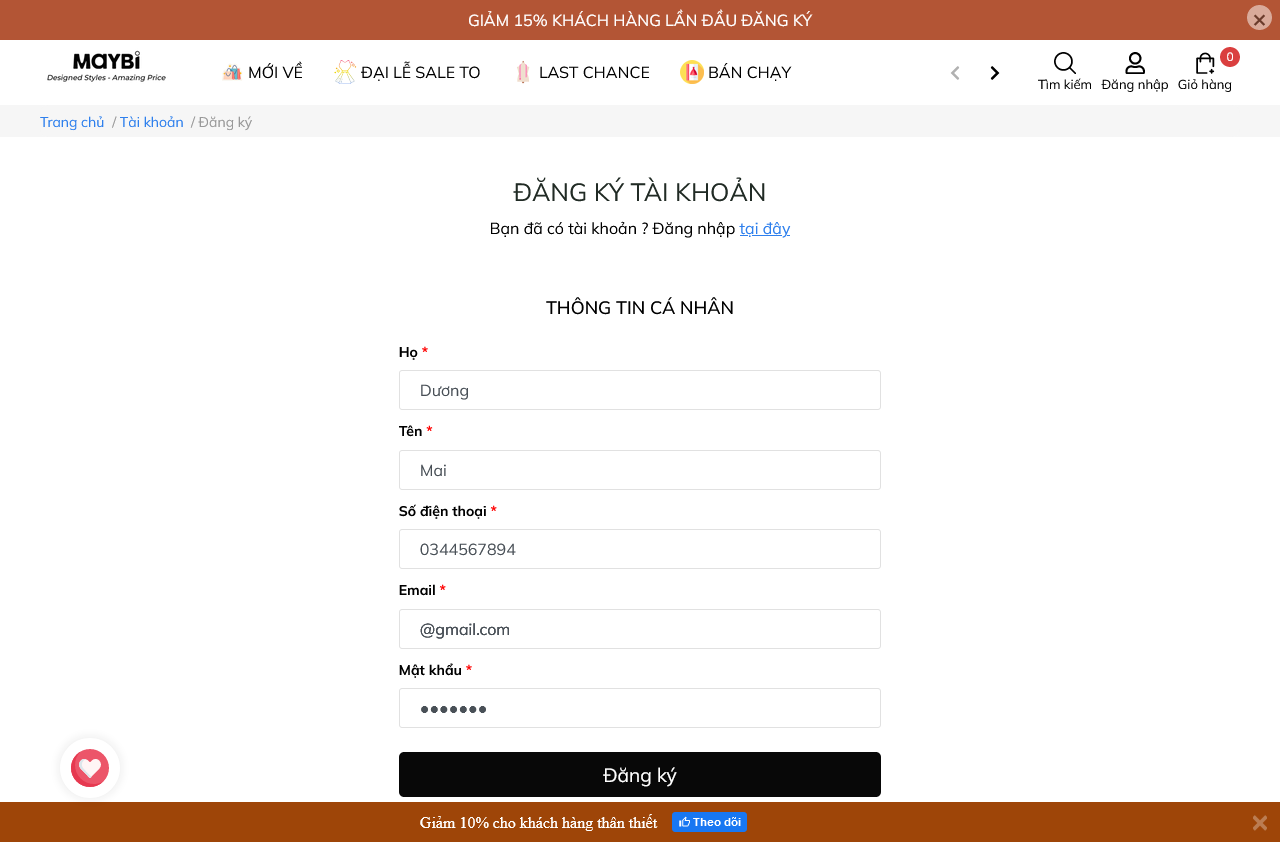 GIẢM 15% KHÁCH HÀNG LẦN ĐẦU ĐĂNG KÝ
MAYBI
Designed Styles - Amazing Price
MỚI VỀ
ĐẠI LỄ SALE TO
LAST CHANCE
BÁN CHẠY
Tìm kiếm
Đăng nhập
0
Giỏ hàng
Trang chủ / Tài khoản / Đăng ký
ĐĂNG KÝ TÀI KHOẢN
Bạn đã có tài khoản ? Đăng nhập tại đây
THÔNG TIN CÁ NHÂN
Họ *
Dương
Tên *
Mai
Số điện thoại *
0344567894
Email *
@gmail.com
Mật khẩu *
•••••••
Đăng ký
Giảm 10% cho khách hàng thân thiết
Theo dõi